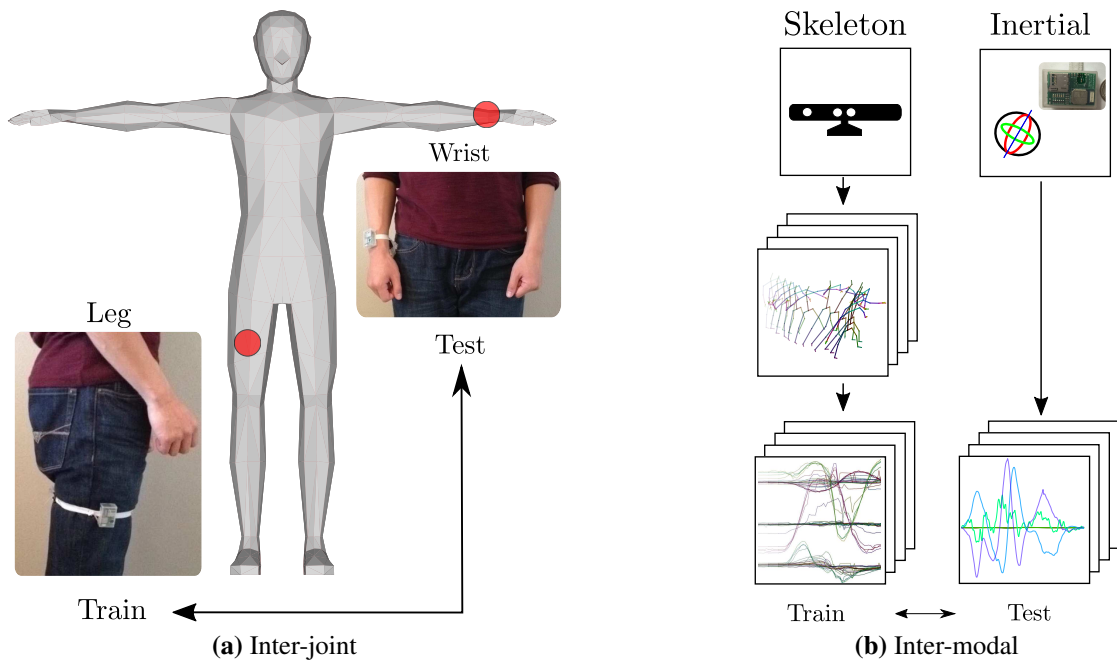 Wrist
Leg
Test
Train
(a) Inter-joint
Skeleton
Inertial
Train
Test
(b) Inter-modal